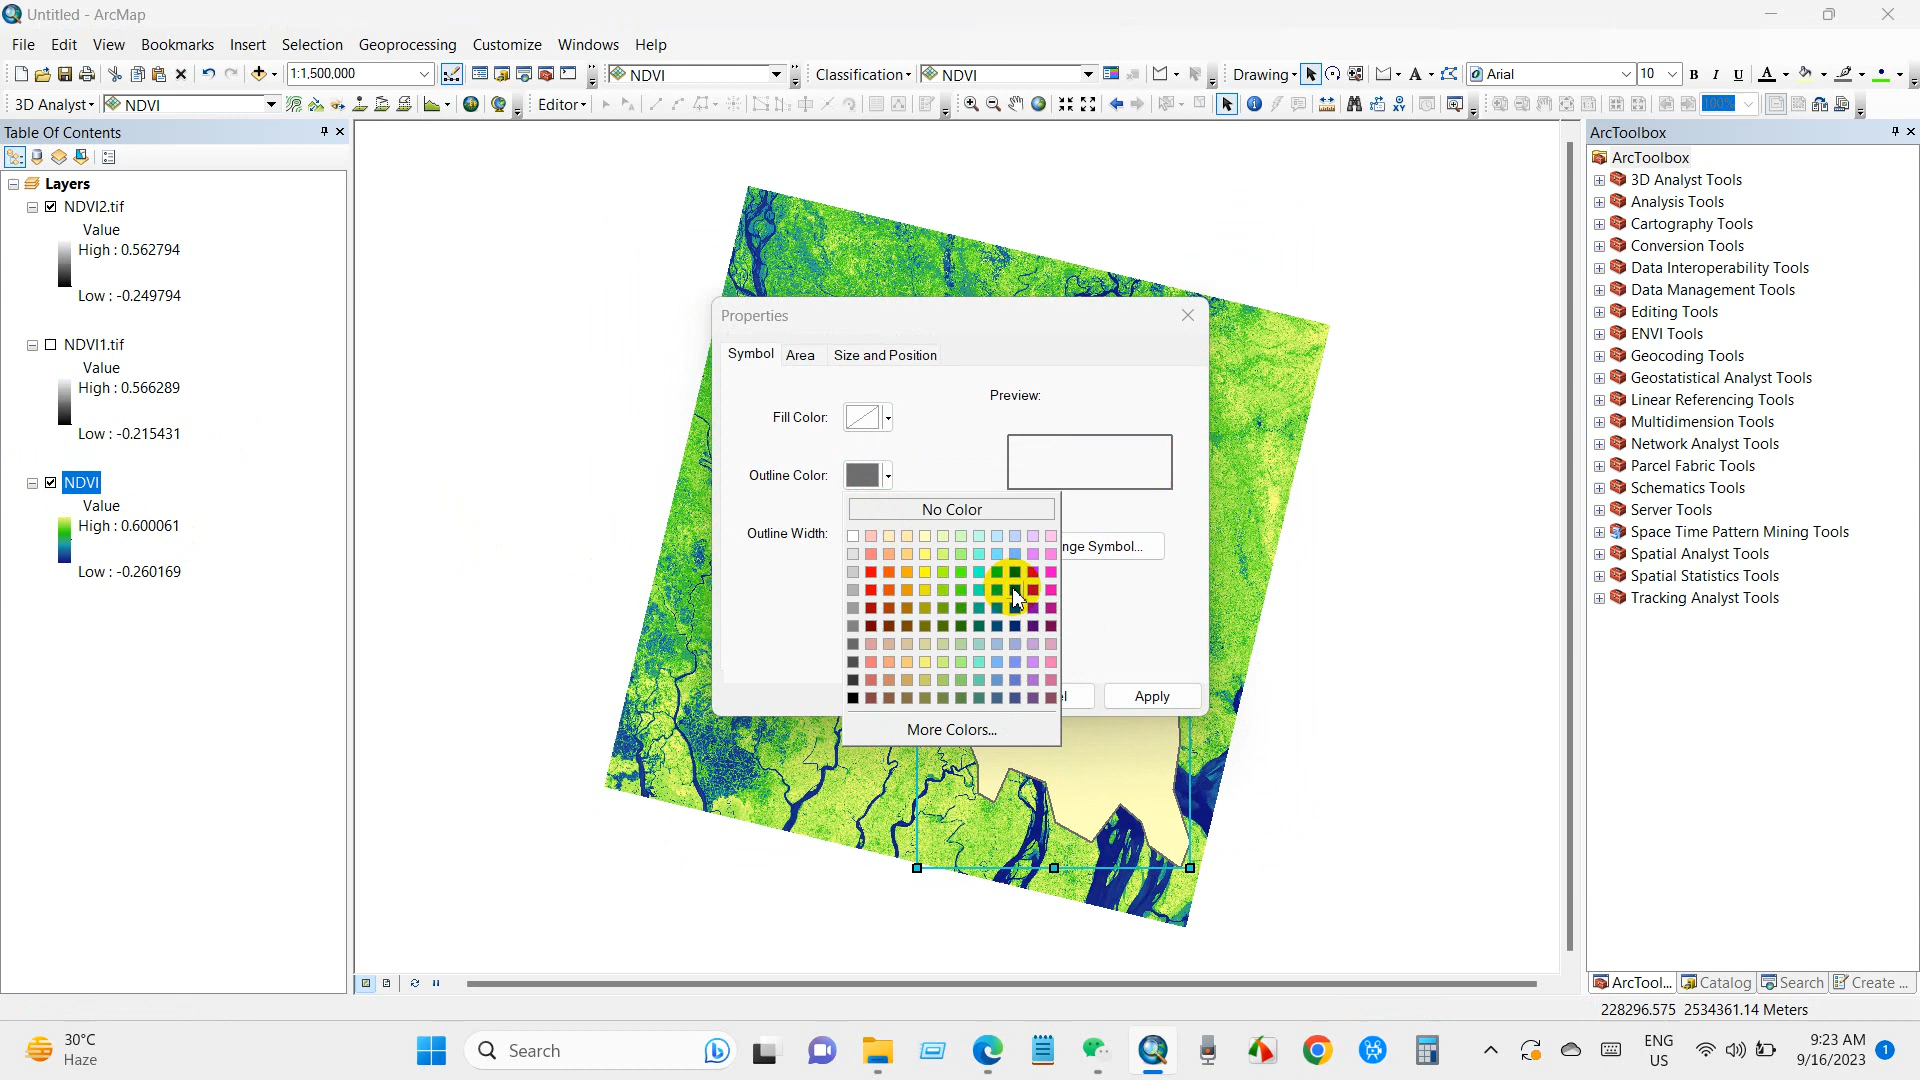 Untitled - ArcMap
File Edit View Bookmarks Insert Selection Geoprocessing Customize Windows Help
1:1,500,000 NDVI Classification NDVI Drawing Arial 10 B I U A
3D Analyst NDVI Editor 100%
Table Of Contents
Layers
NDVI2.tif
Value
High : 0.562794
Low : -0.249794
NDVI1.tif
Value
High : 0.566289
Low : -0.215431
NDVI
Value
High : 0.600061
Low : -0.260169
Properties
Symbol Area Size and Position
Preview:
Fill Color:
Outline Color:
No Color
Outline Width:
nge Symbol...
Apply
More Colors...
ArcToolbox
ArcToolbox
3D Analyst Tools
Analysis Tools
Cartography Tools
Conversion Tools
Data Interoperability Tools
Data Management Tools
Editing Tools
ENVI Tools
Geocoding Tools
Geostatistical Analyst Tools
Linear Referencing Tools
Multidimension Tools
Network Analyst Tools
Parcel Fabric Tools
Schematics Tools
Server Tools
Space Time Pattern Mining Tools
Spatial Analyst Tools
Spatial Statistics Tools
Tracking Analyst Tools
ArcTool... Catalog Search Create ...
228296.575 2534361.14 Meters
30°C
Haze
Search
ENG
US
9:23 AM
9/16/2023
1